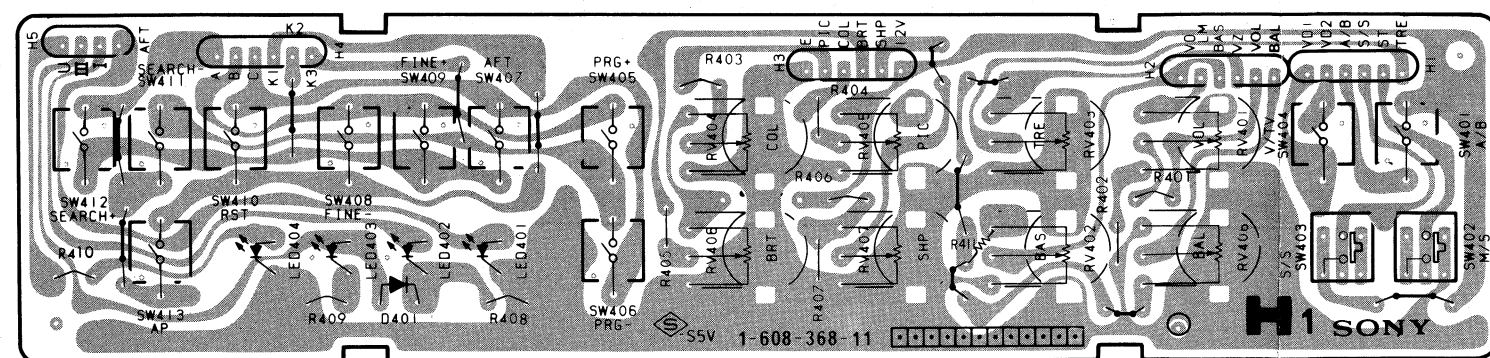 H5
AFT
U
K2
H4
A
B
C
K1
K3
SEARCH-
SW411
FINE+
SW409
AFT
SW407
PRG+
SW405
R403
H3
E
PIC
COL
BRT
SHP
12V
R404
H2
VO
LM
BAS
VZ
VOL
BAL
VD1
VD2
A/B
S/S
ST
TRE
H1
RV404
COL
RV405
PIC
TRE
RV403
VOL
RV401
V/TV
SW404
SW401
A/B
SW412
SEARCH+
SW410
RST
SW408
FINE-
R406
R402
R401
R410
LED404
LED403
LED402
LED401
R405
RV408
BRT
RV407
SHP
R411
BAS
RV402
BAL
RV406
S/S
SW403
SW402
M/S
SW413
AP
R409
D401
R408
SW406
PRG-
R407
S
S5V
1-608-368-11
H1
SONY